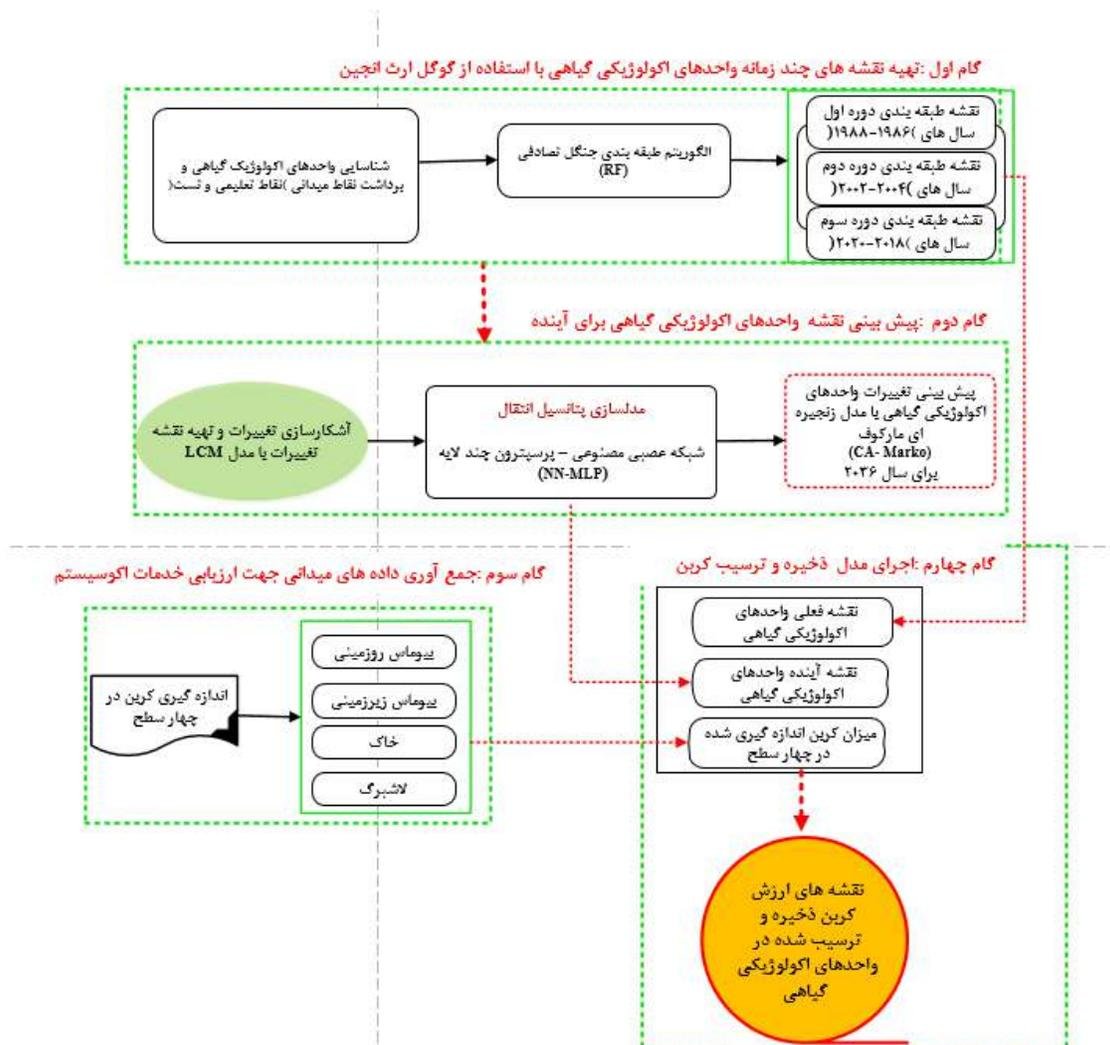 گام اول :تهیه نقشه های چند زمانه واحدهای اکولوژیکی گیاهی با استفاده از گوگل ارث انجین
نقشه طبقه بندی دوره اول
سال های )۱۹۸۶-۱۹۸۸(
نقشه طبقه بندی دوره دوم
سال های )۲۰۰۴-۲۰۰۲(
نقشه طبقه بندی دوره سوم
سال های )۲۰۱۸-۲۰۲۰(
الگوریتم طبقه بندی جنگل تصادفی
(RF)
شناسایی واحدهای اکولوژیک گیاهی و
برداشت نقاط میدانی )نقاط تعلیمی و تست(
گام دوم :پیش بینی نقشه واحدهای اکولوژیکی گیاهی برای آینده
آشکارسازی تغییرات و تهیه نقشه
تغییرات با مدل LCM
مدلسازی پتانسیل انتقال
شبکه عصبی مصنوعی – پرسپترون چند لایه
(NN-MLP)
پیش بینی تغییرات واحدهای
اکولوژیکی گیاهی با مدل زنجیره
ای مارکوف
(CA- Marko)
برای سال ۲۰۳۶
گام سوم :جمع آوری داده های میدانی جهت ارزیابی خدمات اکوسیستم
اندازه گیری کربن در
چهار سطح
بیوماس روزمینی
بیوماس زیرزمینی
خاک
لاشبرگ
گام چهارم :اجرای مدل ذخیره و ترسیب کربن
نقشه فعلی واحدهای
اکولوژیکی گیاهی
نقشه آینده واحدهای
اکولوژیکی گیاهی
میزان کربن اندازه گیری شده
در چهار سطح
نقشه های ارزش
کربن ذخیره و
ترسیب شده در
واحدهای اکولوژیکی
گیاهی